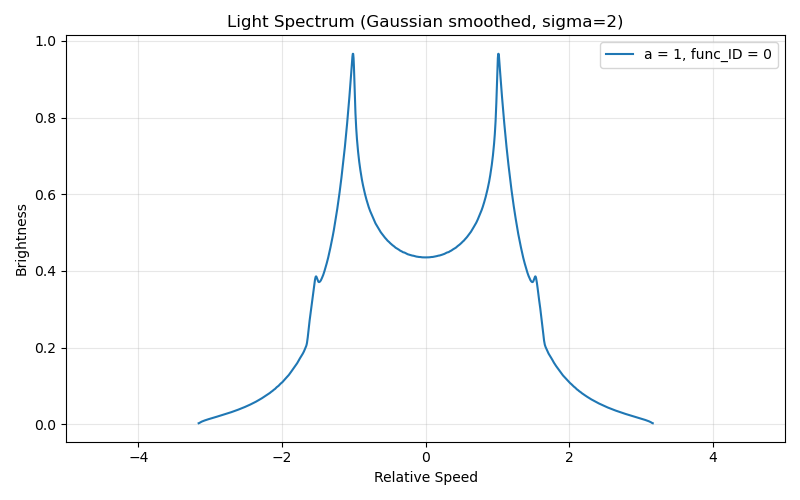 Light Spectrum (Gaussian smoothed, sigma=2)
a = 1, func_ID = 0
1.0
0.8
0.6
0.4
0.2
0.0
Brightness
−4
−2
0
2
4
Relative Speed